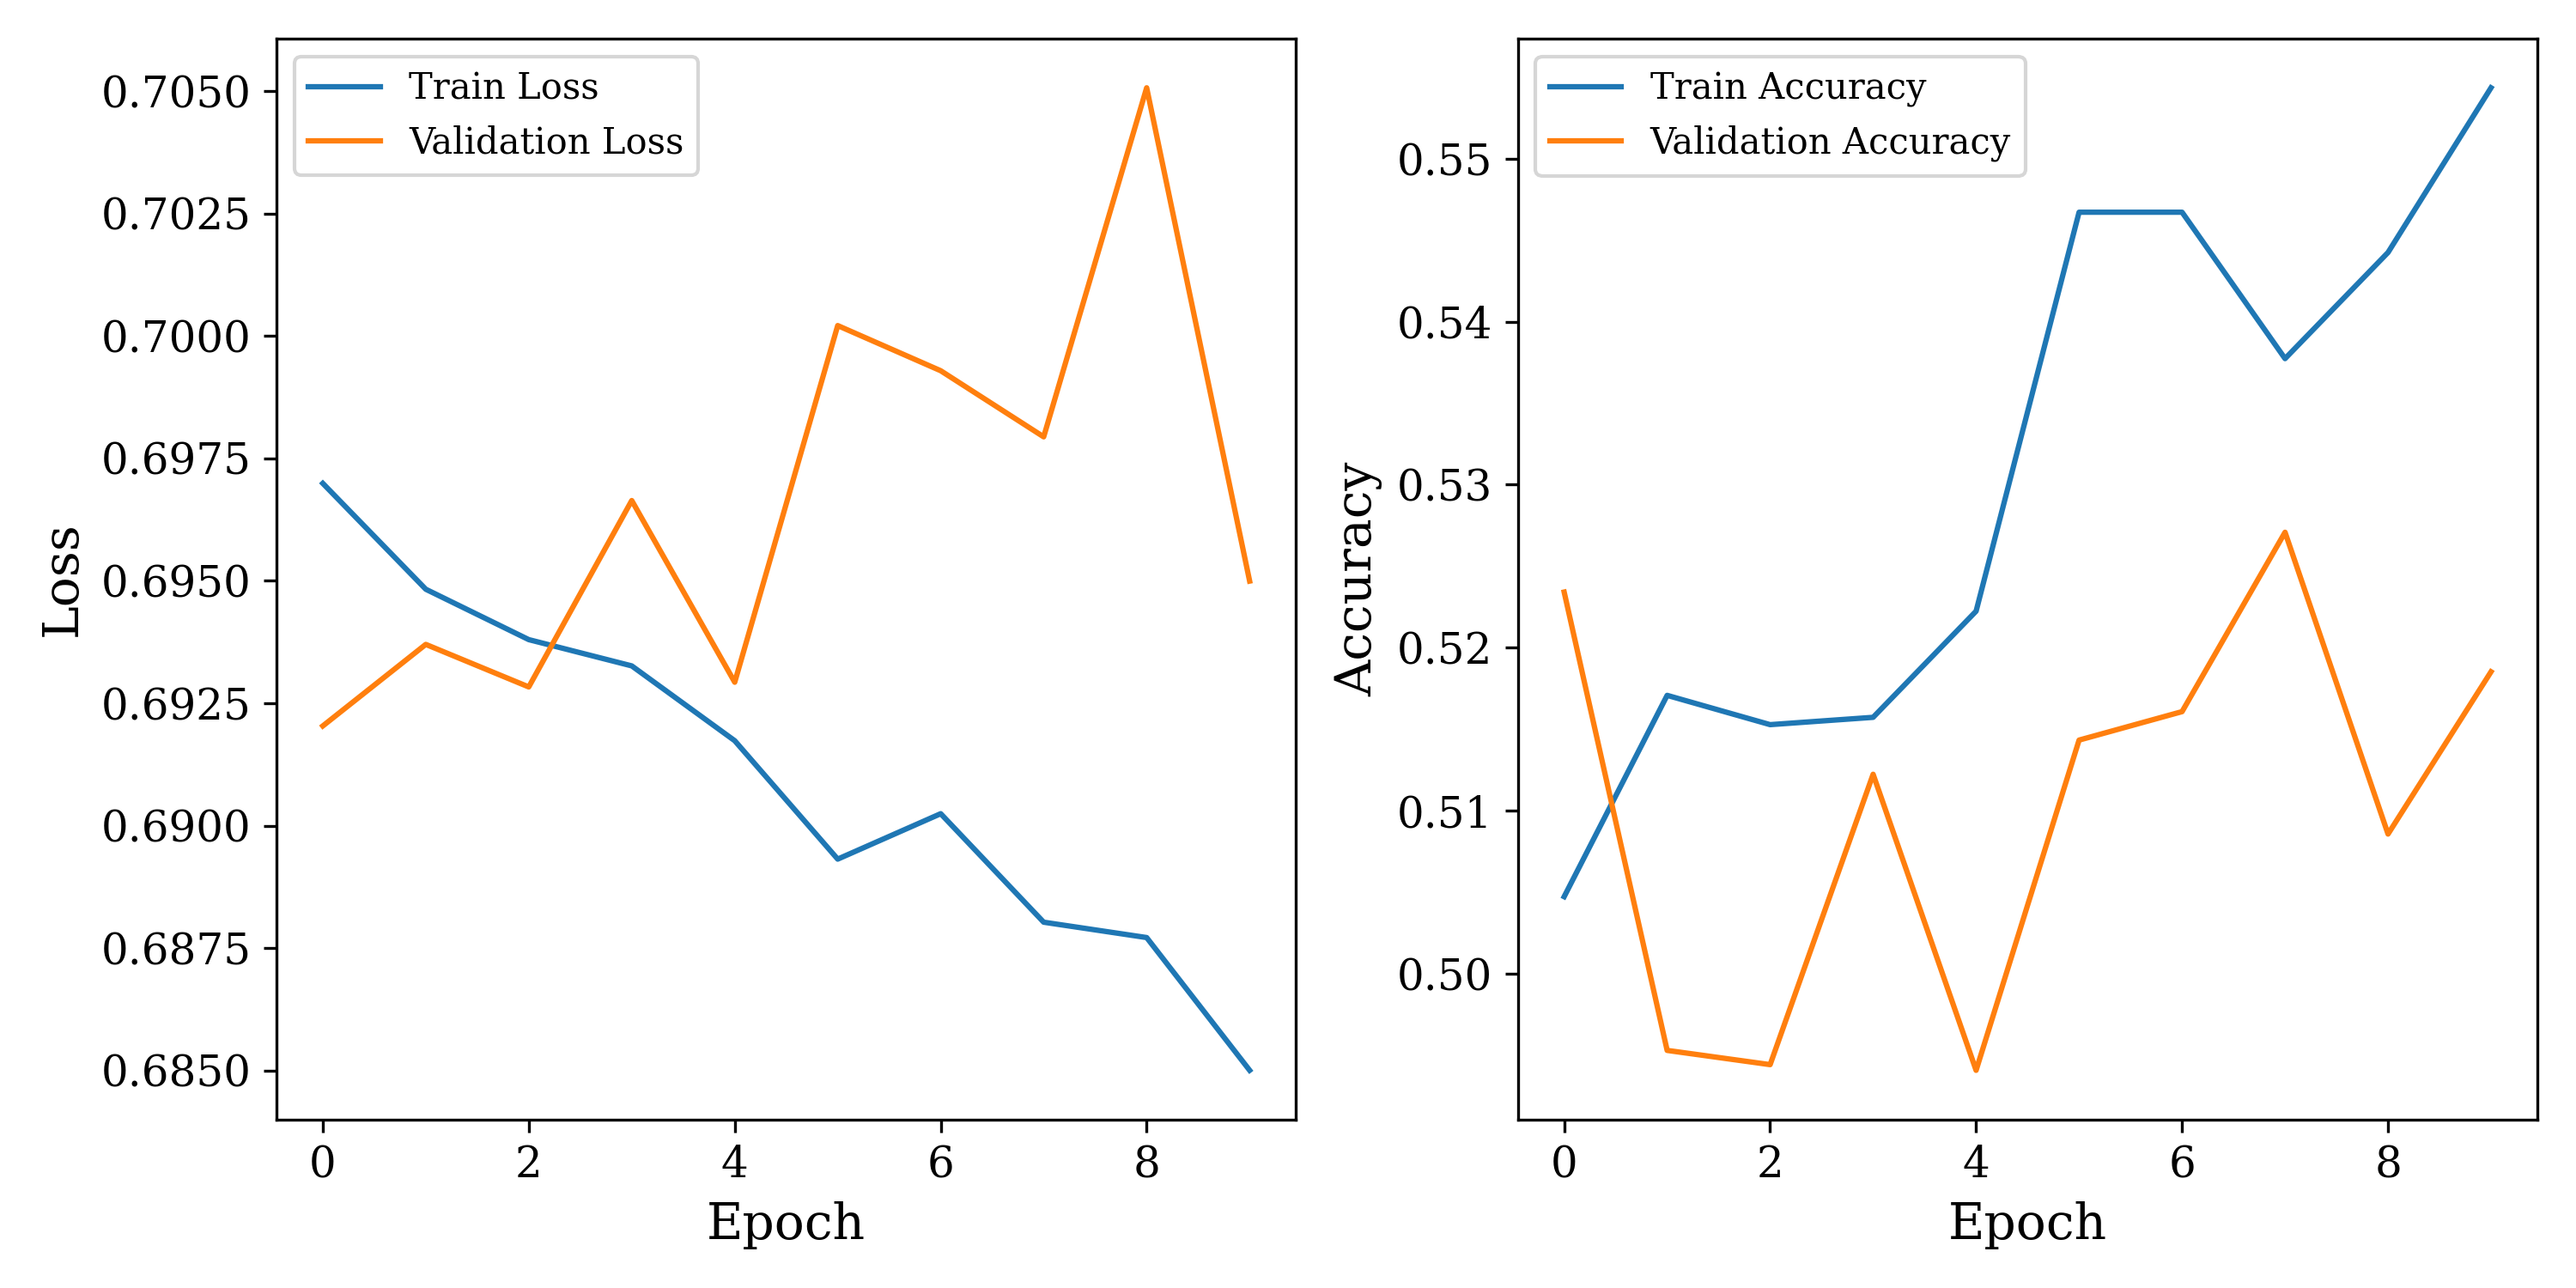 Train Loss
Validation Loss
0.7050
0.7025
0.7000
0.6975
0.6950
0.6925
0.6900
0.6875
0.6850
Loss
0 2 4 6 8
Epoch
Train Accuracy
Validation Accuracy
0.55
0.54
0.53
0.52
0.51
0.50
Accuracy
0 2 4 6 8
Epoch